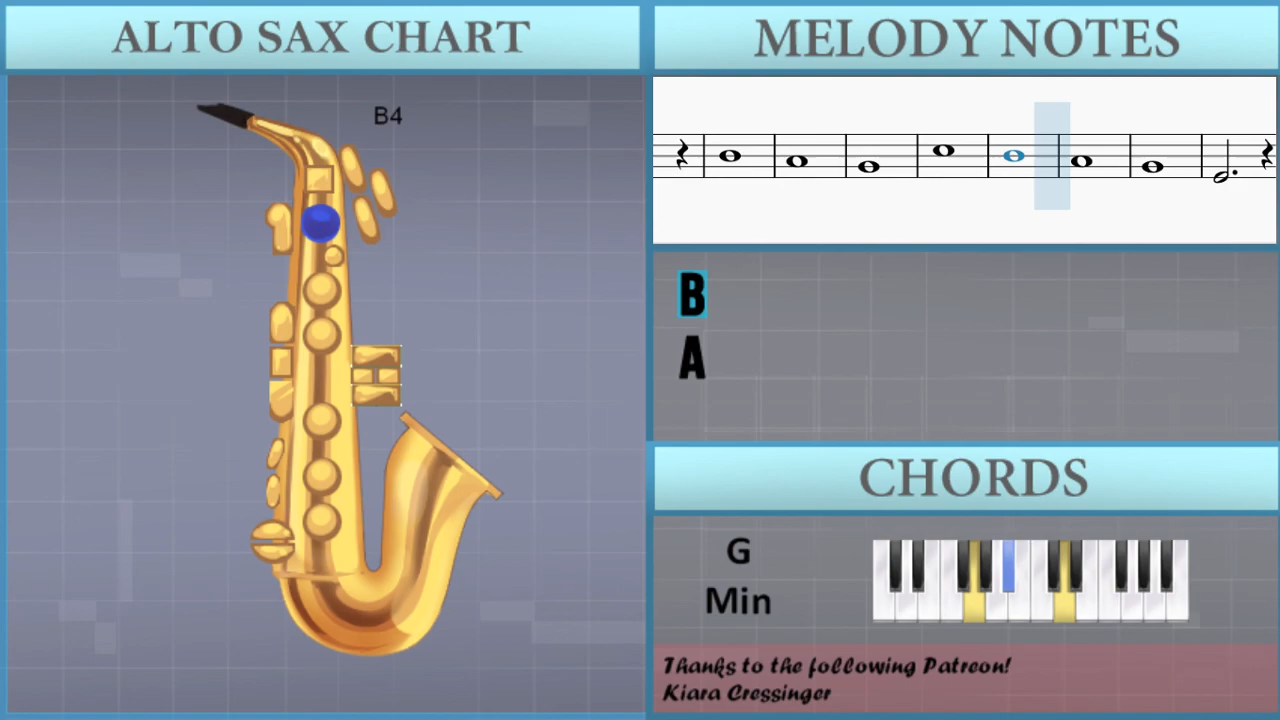 ALTO SAX CHART
B4
MELODY NOTES
B
A
CHORDS
G
Min
Thanks to the following Patreon!
Kiara Cressinger